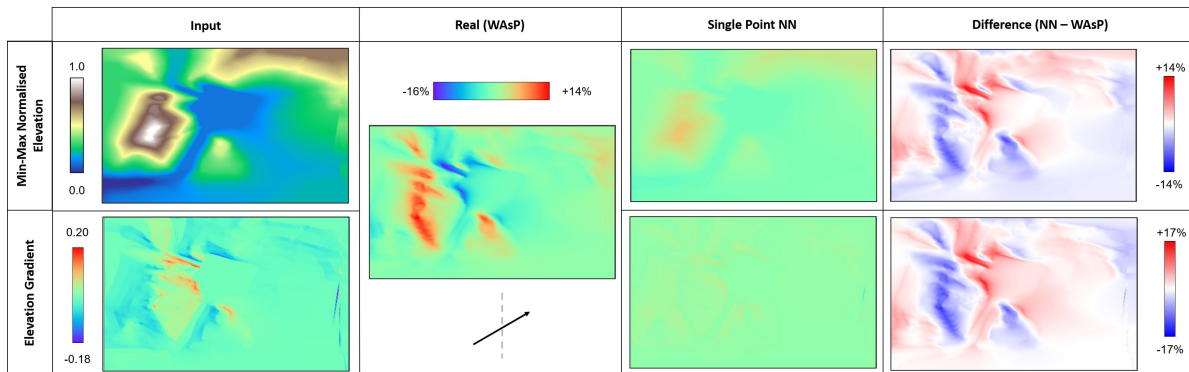 Input
Real (WAsP)
Single Point NN
Difference (NN – WAsP)
Min-Max Normalised
Elevation
1.0
0.0
-16%
+14%
+14%
-14%
Elevation Gradient
0.20
-0.18
+17%
-17%